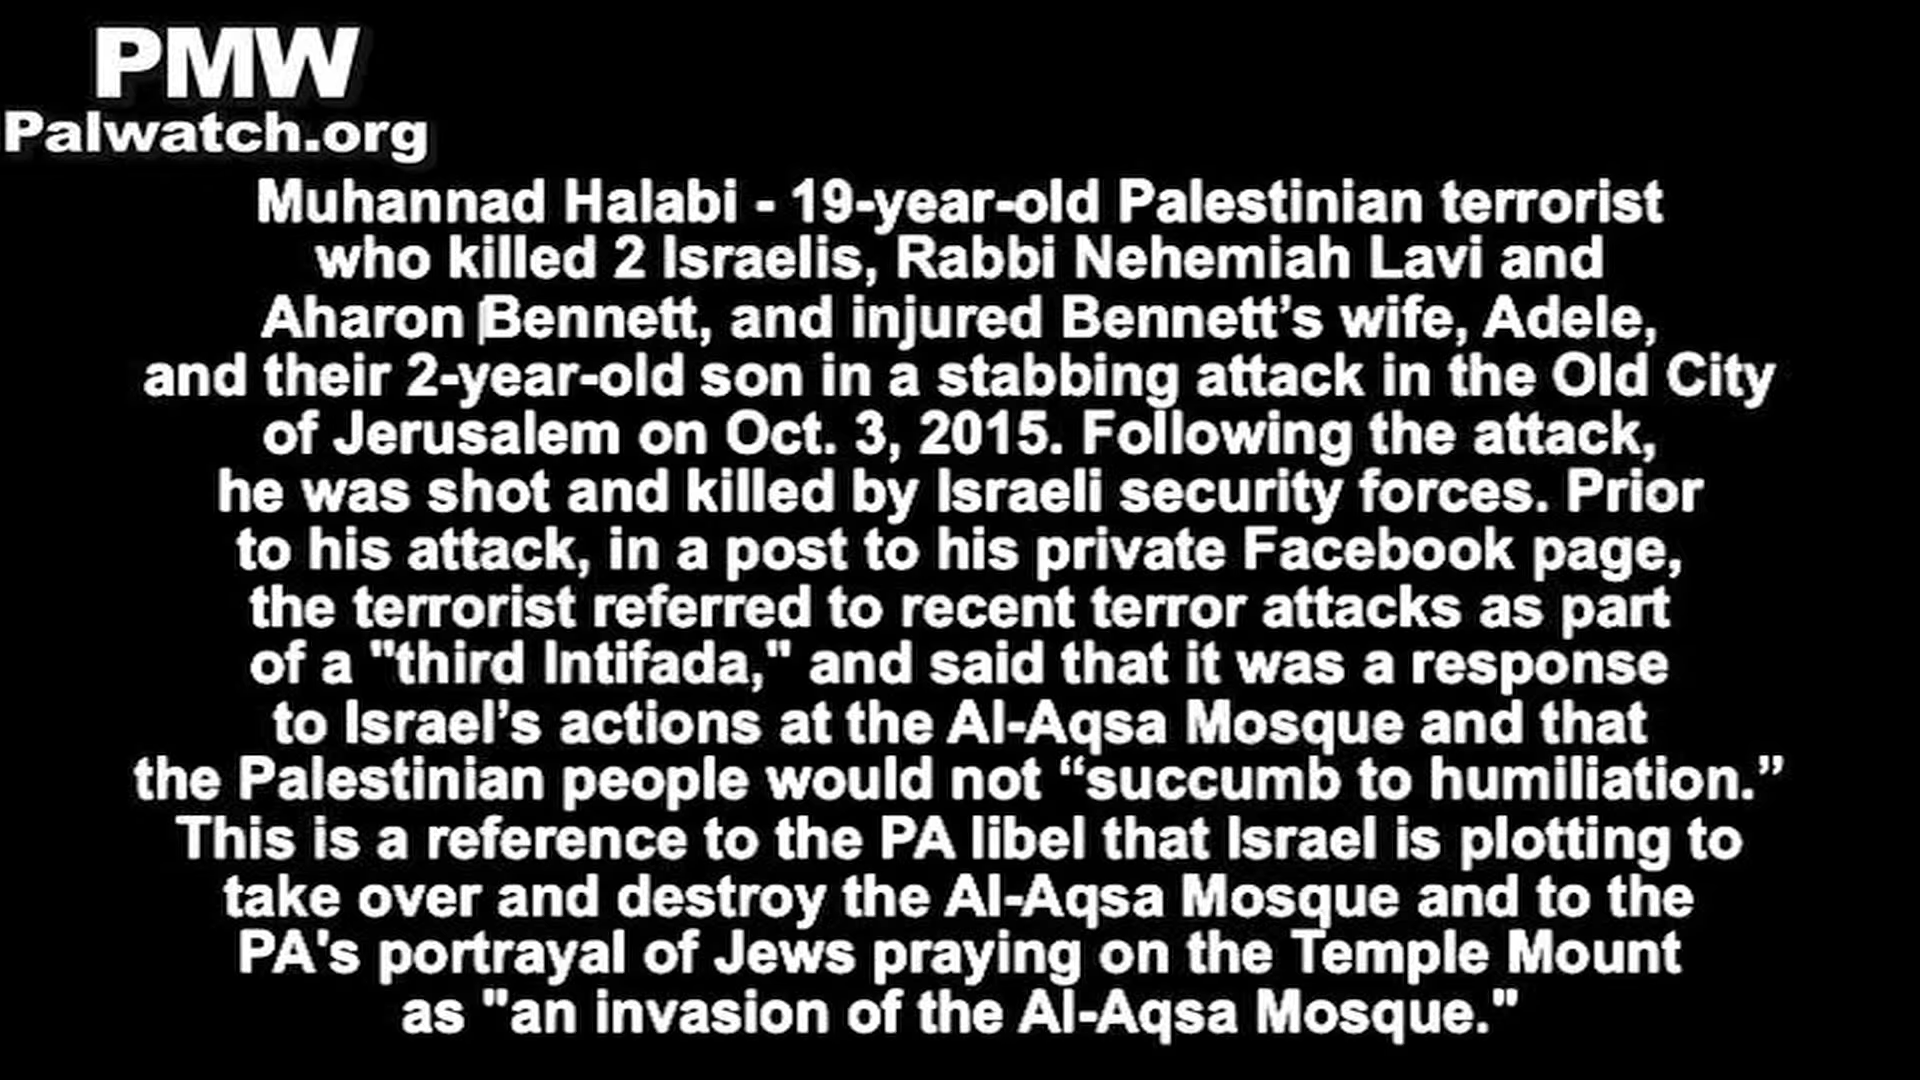 PMW
Palwatch.org
Muhannad Halabi - 19-year-old Palestinian terrorist
who killed 2 Israelis, Rabbi Nehemiah Lavi and
Aharon Bennett, and injured Bennett’s wife, Adele,
and their 2-year-old son in a stabbing attack in the Old City
of Jerusalem on Oct. 3, 2015. Following the attack,
he was shot and killed by Israeli security forces. Prior
to his attack, in a post to his private Facebook page,
the terrorist referred to recent terror attacks as part
of a "third Intifada," and said that it was a response
to Israel’s actions at the Al-Aqsa Mosque and that
the Palestinian people would not “succumb to humiliation.”
This is a reference to the PA libel that Israel is plotting to
take over and destroy the Al-Aqsa Mosque and to the
PA's portrayal of Jews praying on the Temple Mount
as "an invasion of the Al-Aqsa Mosque."